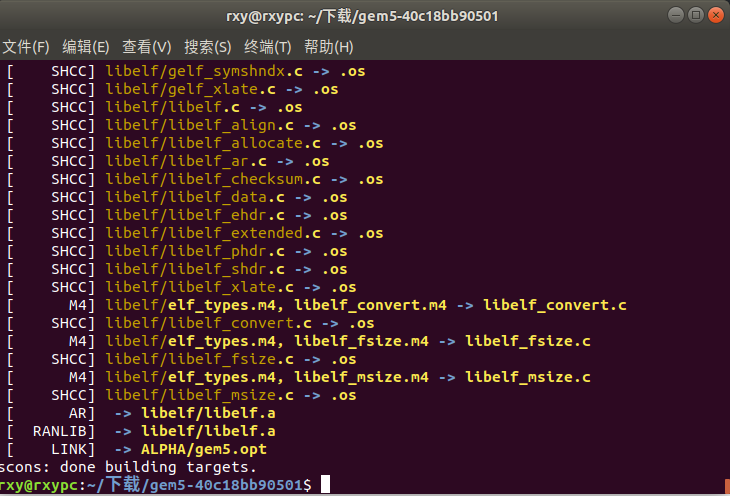 rxy@rxypc: ~/下载/gem5-40c18bb90501
文件(F) 编辑(E) 查看(V) 搜索(S) 终端(T) 帮助(H)
[    SHCC] libelf/gelf_symshndx.c -> .os
[    SHCC] libelf/gelf_xlate.c -> .os
[    SHCC] libelf/libelf.c -> .os
[    SHCC] libelf/libelf_align.c -> .os
[    SHCC] libelf/libelf_allocate.c -> .os
[    SHCC] libelf/libelf_ar.c -> .os
[    SHCC] libelf/libelf_checksum.c -> .os
[    SHCC] libelf/libelf_data.c -> .os
[    SHCC] libelf/libelf_ehdr.c -> .os
[    SHCC] libelf/libelf_extended.c -> .os
[    SHCC] libelf/libelf_phdr.c -> .os
[    SHCC] libelf/libelf_shdr.c -> .os
[    SHCC] libelf/libelf_xlate.c -> .os
[      M4] libelf/elf_types.m4, libelf_convert.m4 -> libelf_convert.c
[    SHCC] libelf/libelf_convert.c -> .os
[      M4] libelf/elf_types.m4, libelf_fsize.m4 -> libelf_fsize.c
[    SHCC] libelf/libelf_fsize.c -> .os
[      M4] libelf/elf_types.m4, libelf_msize.m4 -> libelf_msize.c
[    SHCC] libelf/libelf_msize.c -> .os
[      AR]  -> libelf/libelf.a
[  RANLIB]  -> libelf/libelf.a
[    LINK]  -> ALPHA/gem5.opt
scons: done building targets.
rxy@rxypc:~/下载/gem5-40c18bb90501$